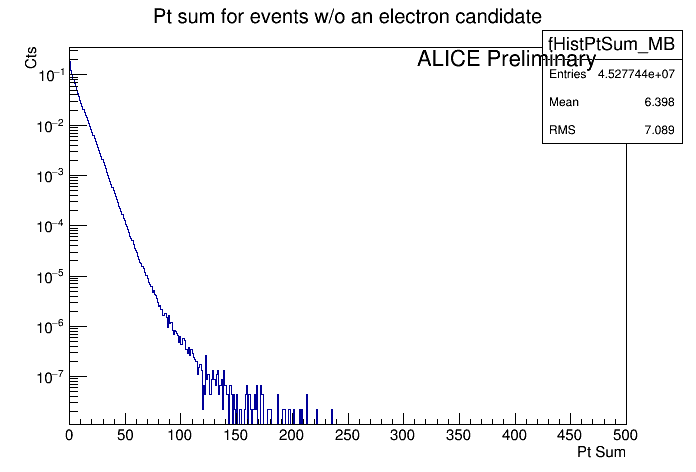 Pt sum for events w/o an electron candidate
Cts
ALICE Preliminary
fHistPtSum_MB
Entries 4.527744e+07
Mean 6.398
RMS 7.089
10−1
10−2
10−3
10−4
10−5
10−6
10−7
0 50 100 150 200 250 300 350 400 450 500
Pt Sum